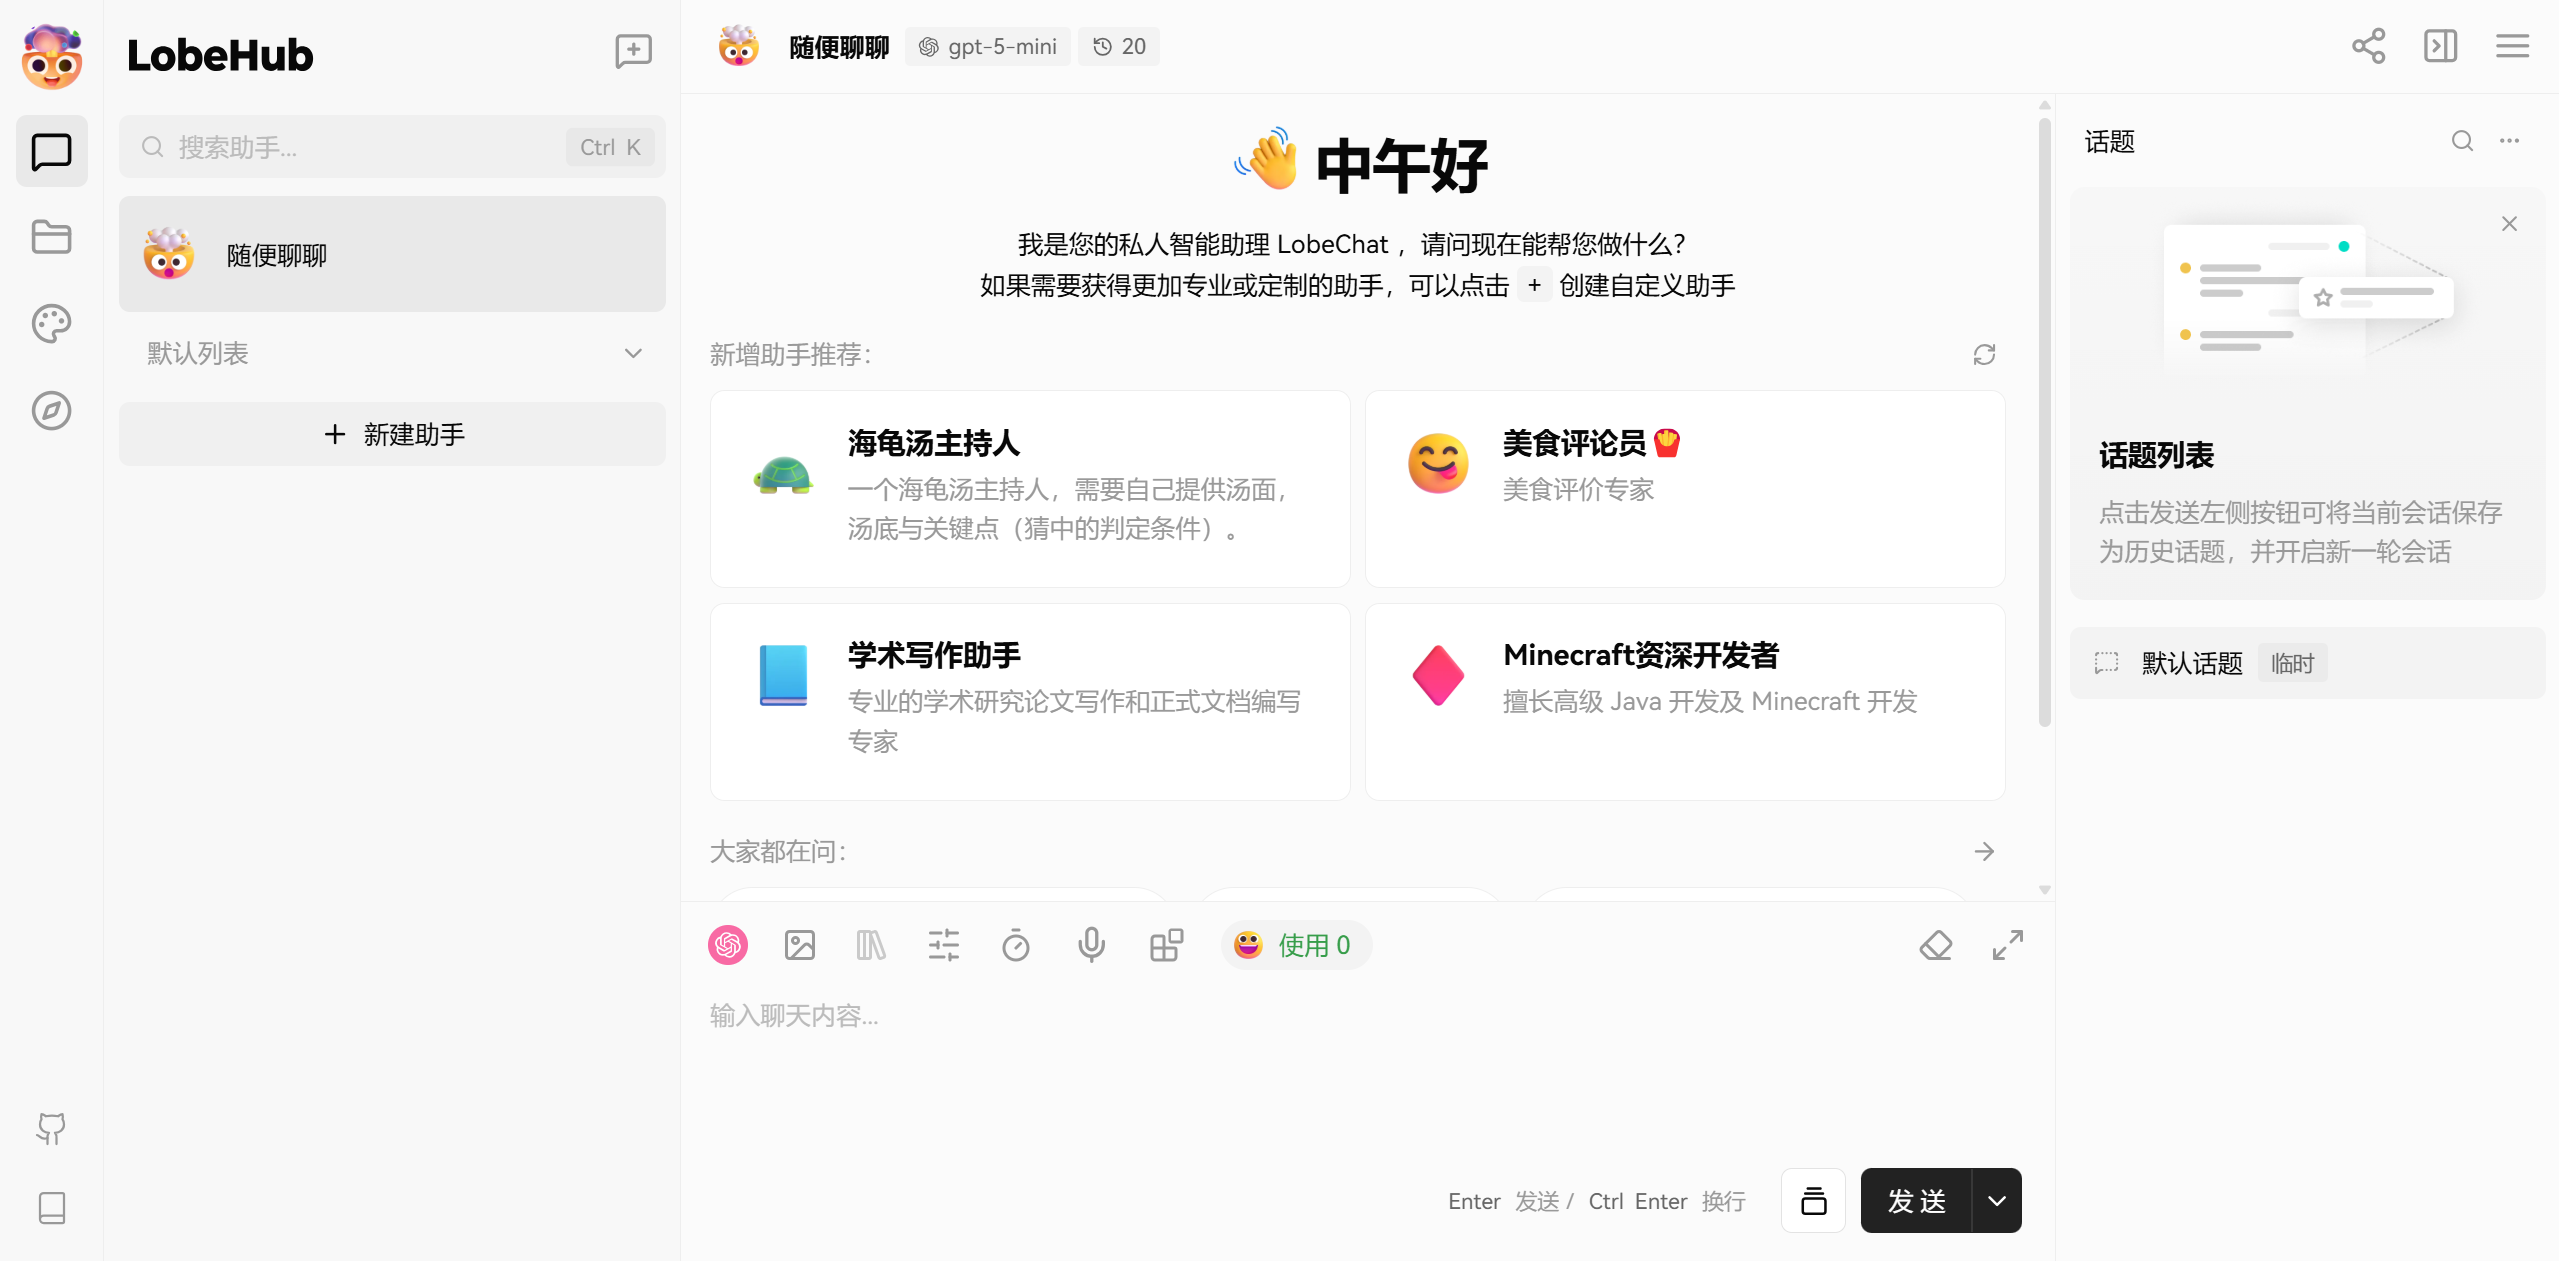 LobeHub
搜索助手...
Ctrl K
随便聊聊
默认列表
新建助手
随便聊聊
gpt-5-mini
20
中午好
我是您的私人智能助理 LobeChat ，请问现在能帮您做什么？
如果需要获得更加专业或定制的助手，可以点击 + 创建自定义助手
新增助手推荐：
海龟汤主持人
一个海龟汤主持人，需要自己提供汤面，
汤底与关键点（猜中的判定条件）。
美食评论员🍟
美食评价专家
学术写作助手
专业的学术研究论文写作和正式文档编写
专家
Minecraft资深开发者
擅长高级 Java 开发及 Minecraft 开发
大家都在问：
使用 0
输入聊天内容...
Enter 发送 / Ctrl Enter 换行
发 送
话题
话题列表
点击发送左侧按钮可将当前会话保存
为历史话题，并开启新一轮会话
默认话题
临时